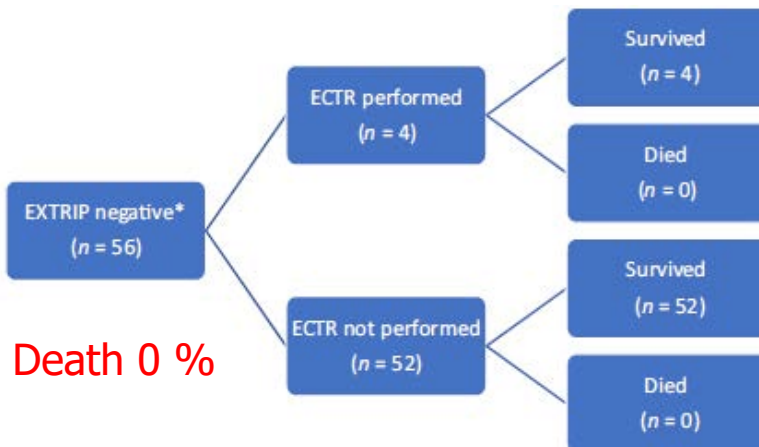 EXTRIP negative*
(n = 56)
Death 0 %
ECTR performed
(n = 4)
ECTR not performed
(n = 52)
Survived
(n = 4)
Died
(n = 0)
Survived
(n = 52)
Died
(n = 0)